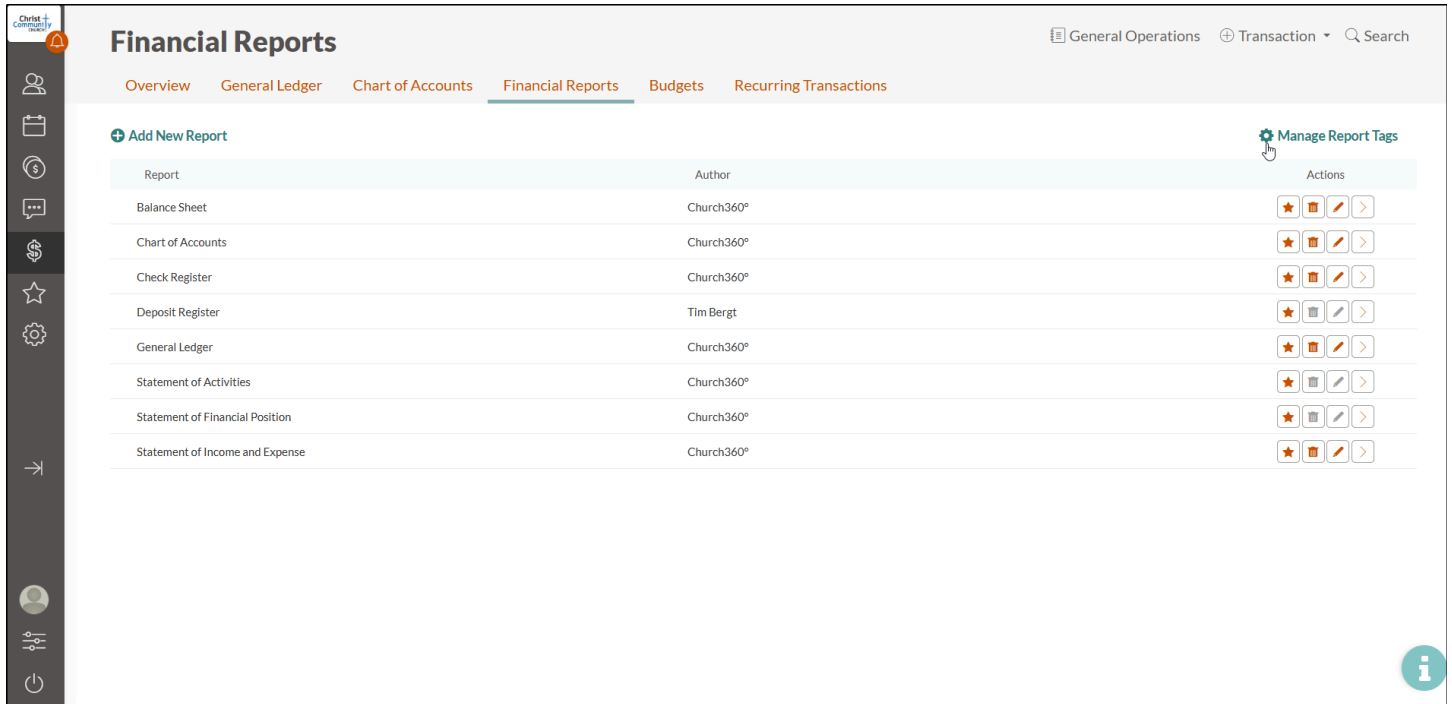 Christ
Community
CHURCH
Financial Reports
General Operations Transaction Search
Overview General Ledger Chart of Accounts Financial Reports Budgets Recurring Transactions
Add New Report Manage Report Tags
Report Author Actions
Balance Sheet Church360°
Chart of Accounts Church360°
Check Register Church360°
Deposit Register Tim Bergt
General Ledger Church360°
Statement of Activities Church360°
Statement of Financial Position Church360°
Statement of Income and Expense Church360°